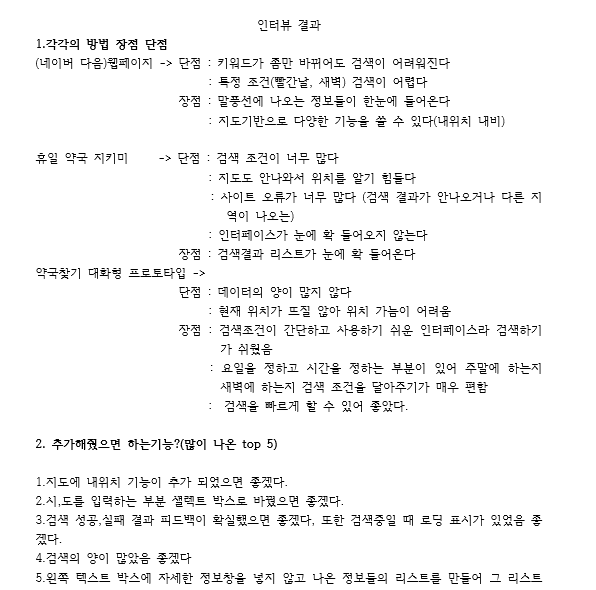 인터뷰 결과
1.각각의 방법 장점 단점
(네이버 다음)웹페이지 -> 단점 : 키워드가 좀만 바뀌어도 검색이 어려워진다
: 특정 조건(빨간날, 새벽) 검색이 어렵다
장점 : 말풍선에 나오는 정보들이 한눈에 들어온다
: 지도기반으로 다양한 기능을 쓸 수 있다(내위치 내비)
휴일 약국 지키미 -> 단점 : 검색 조건이 너무 많다
: 지도도 안나와서 위치를 알기 힘들다
: 사이트 오류가 너무 많다 (검색 결과가 안나오거나 다른 지
역이 나오는)
: 인터페이스가 눈에 확 들어오지 않는다
장점 : 검색결과 리스트가 눈에 확 들어온다
약국찾기 대화형 프로토타입 ->
단점 : 데이터의 양이 많지 않다
: 현재 위치가 뜨질 않아 위치 가늠이 어려움
장점 : 검색조건이 간단하고 사용하기 쉬운 인터페이스라 검색하기
가 쉬웠음
: 요일을 정하고 시간을 정하는 부분이 있어 주말에 하는지
새벽에 하는지 검색 조건을 달아주기가 매우 편함
: 검색을 빠르게 할 수 있어 좋았다.
2. 추가해줬으면 하는기능?(많이 나온 top 5)
1.지도에 내위치 기능이 추가 되었으면 좋겠다.
2.시,도를 입력하는 부분 샐렉트 박스로 바꿨으면 좋겠다.
3.검색 성공,실패 결과 피드백이 확실했으면 좋겠다, 또한 검색중일 때 로딩 표시가 있었음 좋
겠다.
4.검색의 양이 많았음 좋겠다
5.왼쪽 텍스트 박스에 자세한 정보창을 넣지 않고 나온 정보들의 리스트를 만들어 그 리스트